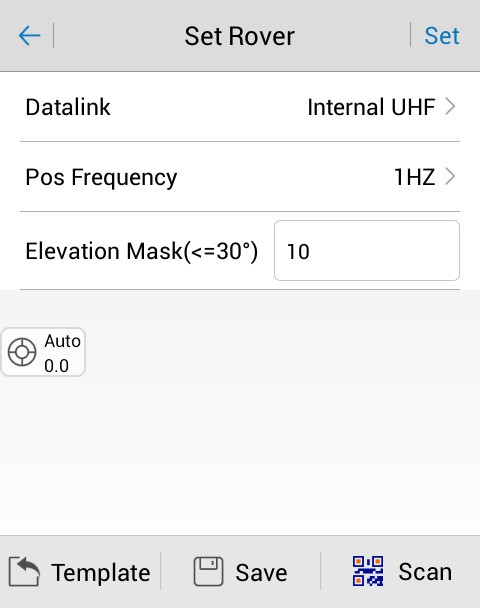 Set Rover
Set
Datalink
Internal UHF
Pos Frequency
1HZ
Elevation Mask(<=30°)
10
Auto
0.0
Template
Save
Scan